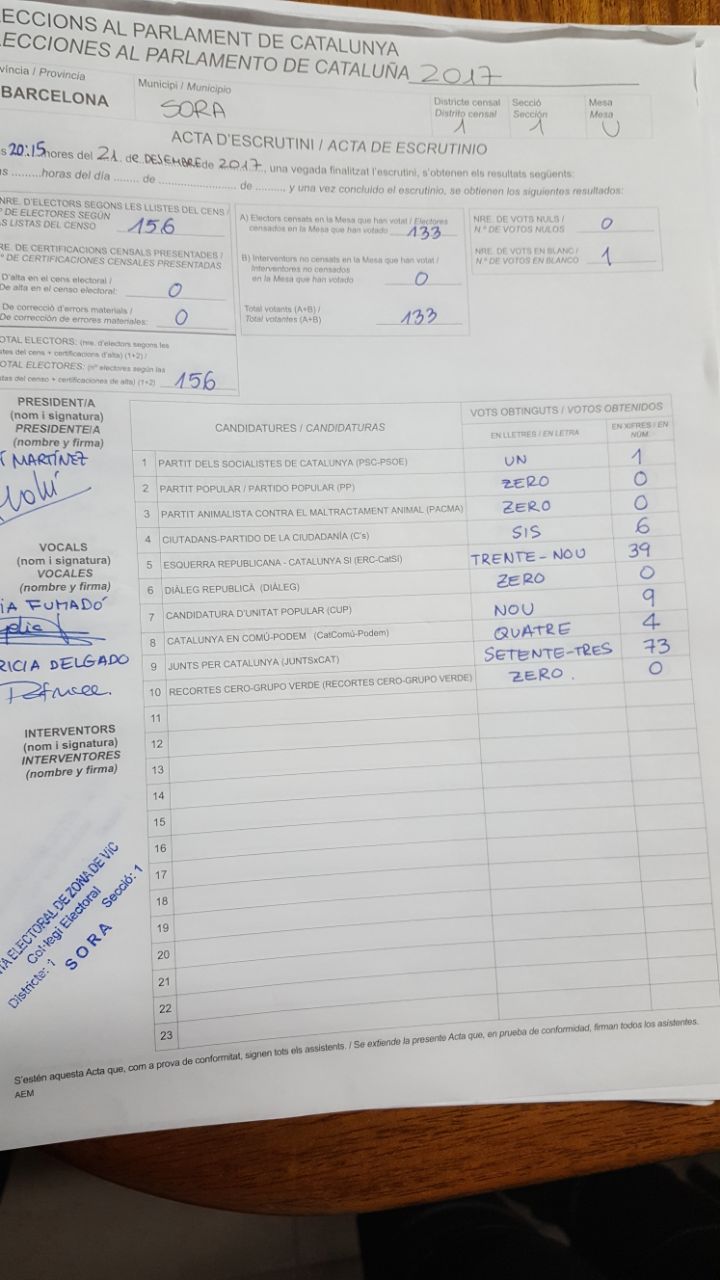 LECCIONS AL PARLAMENT DE CATALUNYA
LECCIONES AL PARLAMENTO DE CATALUÑA 2017
víncia / Provincia
BARCELONA
Municipi / Municipio
SORA
Districte censal
Distrito censal
1
Secció
Sección
1
Mesa
Mesa
U
ACTA D'ESCRUTINI / ACTA DE ESCRUTINIO
s 20:15 hores del 21 de DESEMBRE de 2017, una vegada finalitzat l'escrutini, s'obtenen els resultats següents:
as ........horas del día ........ de ........................ de ......... y una vez concluido el escrutinio, se obtienen los siguientes resultados:
NRE. D'ELECTORS SEGONS LES LLISTES DEL CENS /
º DE ELECTORES SEGÚN
AS LISTAS DEL CENSO 156
RE. DE CERTIFICACIONS CENSALS PRESENTADES /
º DE CERTIFICACIONES CENSALES PRESENTADAS
D'alta en el cens electoral /
De alta en el censo electoral: 0
De correcció d'errors materials /
De corrección de errores materiales: 0
OTAL ELECTORS: (nre. d'electors segons les
stes del cens + certificacions d'alta) (1+2) /
OTAL ELECTORES: (nº electores según las
tas del censo + certificaciones de alta) (1+2) 156
A) Electors censats en la Mesa que han votat / Electores
censados en la Mesa que han votado 133
B) Interventors no censats en la Mesa que han votat /
Interventores no censados
en la Mesa que han votado 0
Total votants (A+B) /
Total votantes (A+B) 133
NRE. DE VOTS NULS /
N.º DE VOTOS NULOS 0
NRE. DE VOTS EN BLANC /
N.º DE VOTOS EN BLANCO 1
PRESIDENT/A
(nom i signatura)
PRESIDENTE/A
(nombre y firma)
MARTÍNEZ
VOCALS
(nom i signatura)
VOCALES
(nombre y firma)
IA FUMADÓ
RICIA DELGADO
INTERVENTORS
(nom i signatura)
INTERVENTORES
(nombre y firma)
TA ELECTORAL DE ZONA DE VIC
Col·legi Electoral
Districte: 1 Secció: 1
SORA
CANDIDATURES / CANDIDATURAS
VOTS OBTINGUTS / VOTOS OBTENIDOS
EN LLETRES / EN LETRA
EN XIFRES / EN
NÚM.
1 PARTIT DELS SOCIALISTES DE CATALUNYA (PSC-PSOE) UN 1
2 PARTIT POPULAR / PARTIDO POPULAR (PP) ZERO 0
3 PARTIT ANIMALISTA CONTRA EL MALTRACTAMENT ANIMAL (PACMA) ZERO 0
4 CIUTADANS-PARTIDO DE LA CIUDADANÍA (C's) SIS 6
5 ESQUERRA REPUBLICANA - CATALUNYA SI (ERC-CatSí) TRENTE-NOU 39
6 DIÀLEG REPUBLICÀ (DIÀLEG) ZERO 0
7 CANDIDATURA D'UNITAT POPULAR (CUP) NOU 9
8 CATALUNYA EN COMÚ-PODEM (CatComú-Podem) QUATRE 4
9 JUNTS PER CATALUNYA (JUNTSxCAT) SETENTE-TRES 73
10 RECORTES CERO-GRUPO VERDE (RECORTES CERO-GRUPO VERDE) ZERO. 0
11
12
13
14
15
16
17
18
19
20
21
22
23
S'estén aquesta Acta que, com a prova de conformitat, signen tots els assistents. / Se extiende la presente Acta que, en prueba de conformidad, firman todos los asistentes.
AEM